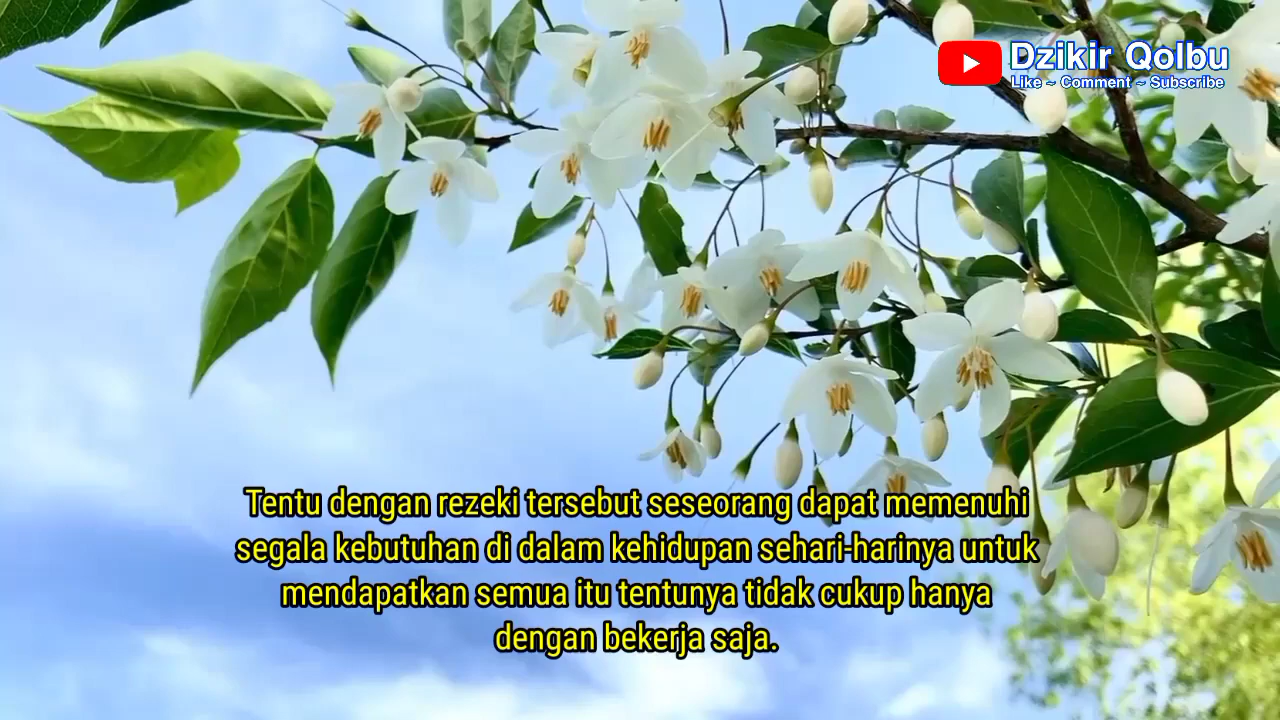 Dzikir Qolbu
Like ~ Comment ~ Subscribe
Tentu dengan rezeki tersebut seseorang dapat memenuhi
segala kebutuhan di dalam kehidupan sehari-harinya untuk
mendapatkan semua itu tentunya tidak cukup hanya
dengan bekerja saja.